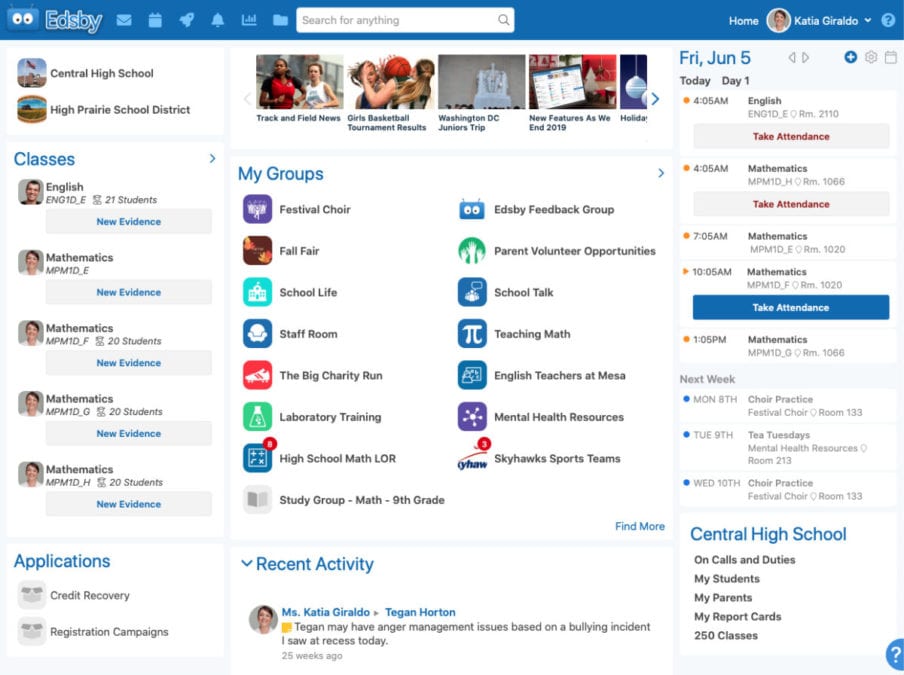 Edsby
Search for anything
Home
Katia Giraldo
?
Central High School
High Prairie School District
Classes
English
ENG1D_E 21 Students
New Evidence
Mathematics
MPM1D_E
New Evidence
Mathematics
MPM1D_F 20 Students
New Evidence
Mathematics
MPM1D_G 20 Students
New Evidence
Mathematics
MPM1D_H 20 Students
New Evidence
Applications
Credit Recovery
Registration Campaigns
Track and Field News
Girls Basketball
Tournament Results
Washington DC
Juniors Trip
New Features As We
End 2019
Holiday
My Groups
Festival Choir
Edsby Feedback Group
Fall Fair
Parent Volunteer Opportunities
School Life
School Talk
Staff Room
Teaching Math
The Big Charity Run
English Teachers at Mesa
Laboratory Training
Mental Health Resources
8
High School Math LOR
3
yhaw
Skyhawks Sports Teams
Study Group - Math - 9th Grade
Find More
Recent Activity
Ms. Katia Giraldo ▸ Tegan Horton
Tegan may have anger management issues based on a bullying incident
I saw at recess today.
25 weeks ago
Fri, Jun 5
Today Day 1
4:05AM English
ENG1D_E Rm. 2110
Take Attendance
4:05AM Mathematics
MPM1D_H Rm. 1066
Take Attendance
7:05AM Mathematics
MPM1D_E Rm. 1020
10:05AM Mathematics
MPM1D_F Rm. 1020
Take Attendance
1:05PM Mathematics
MPM1D_G Rm. 1066
Next Week
MON 8TH Choir Practice
Festival Choir Room 133
TUE 9TH Tea Tuesdays
Mental Health Resources
Room 213
WED 10TH Choir Practice
Festival Choir Room 133
Central High School
On Calls and Duties
My Students
My Parents
My Report Cards
250 Classes
?